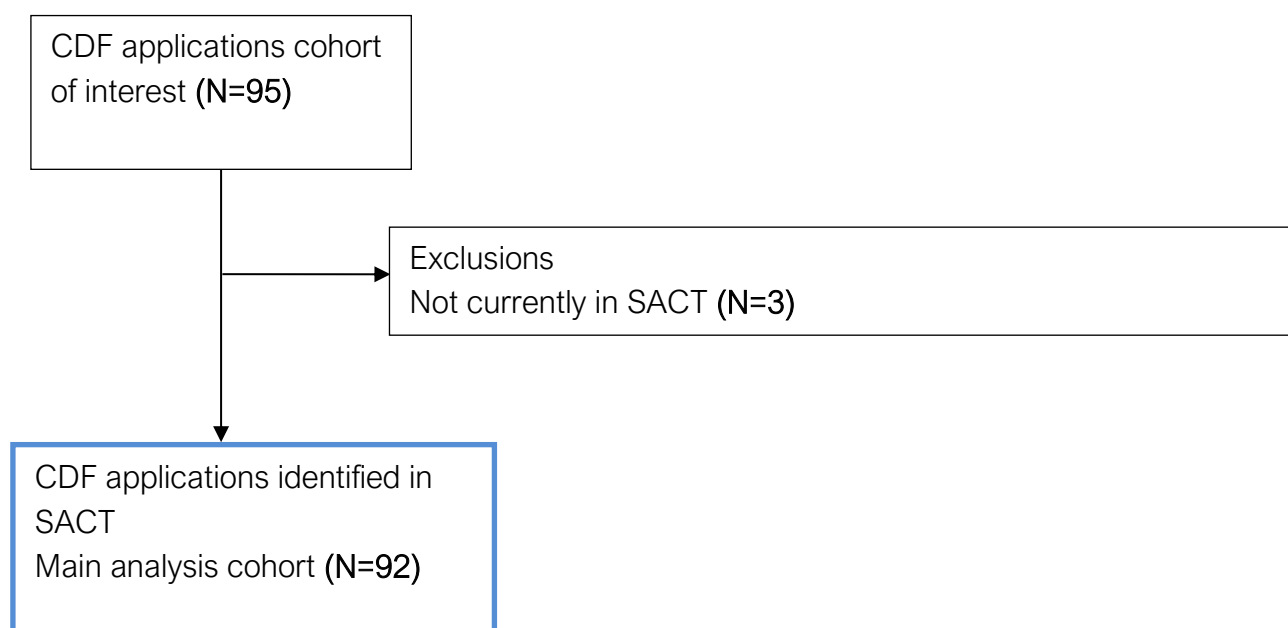 CDF applications cohort
of interest (N=95)
Exclusions
Not currently in SACT (N=3)
CDF applications identified in
SACT
Main analysis cohort (N=92)